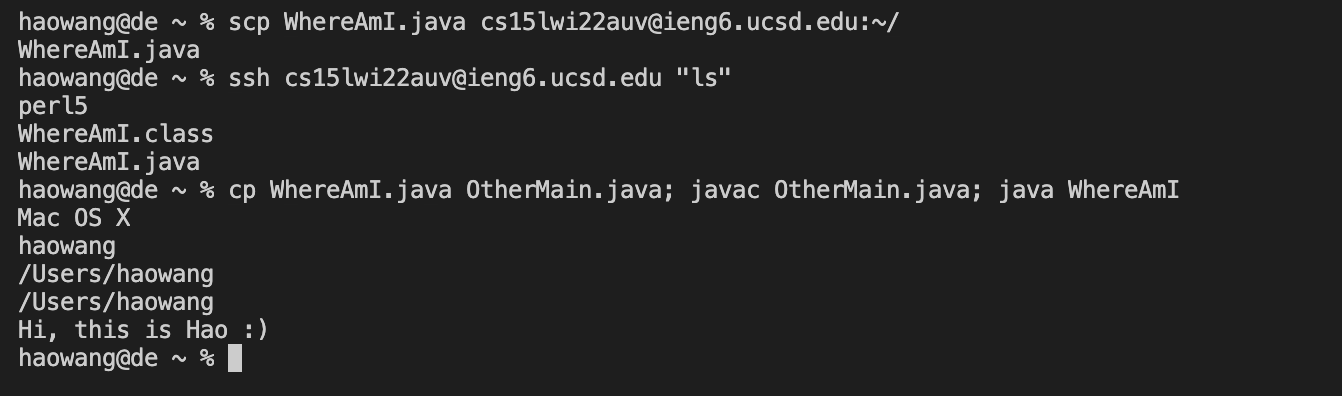 haowang@de ~ % scp WhereAmI.java cs15lwi22auv@ieng6.ucsd.edu:~/
WhereAmI.java
haowang@de ~ % ssh cs15lwi22auv@ieng6.ucsd.edu "ls"
perl5
WhereAmI.class
WhereAmI.java
haowang@de ~ % cp WhereAmI.java OtherMain.java; javac OtherMain.java; java WhereAmI
Mac OS X
haowang
/Users/haowang
/Users/haowang
Hi, this is Hao :)
haowang@de ~ %